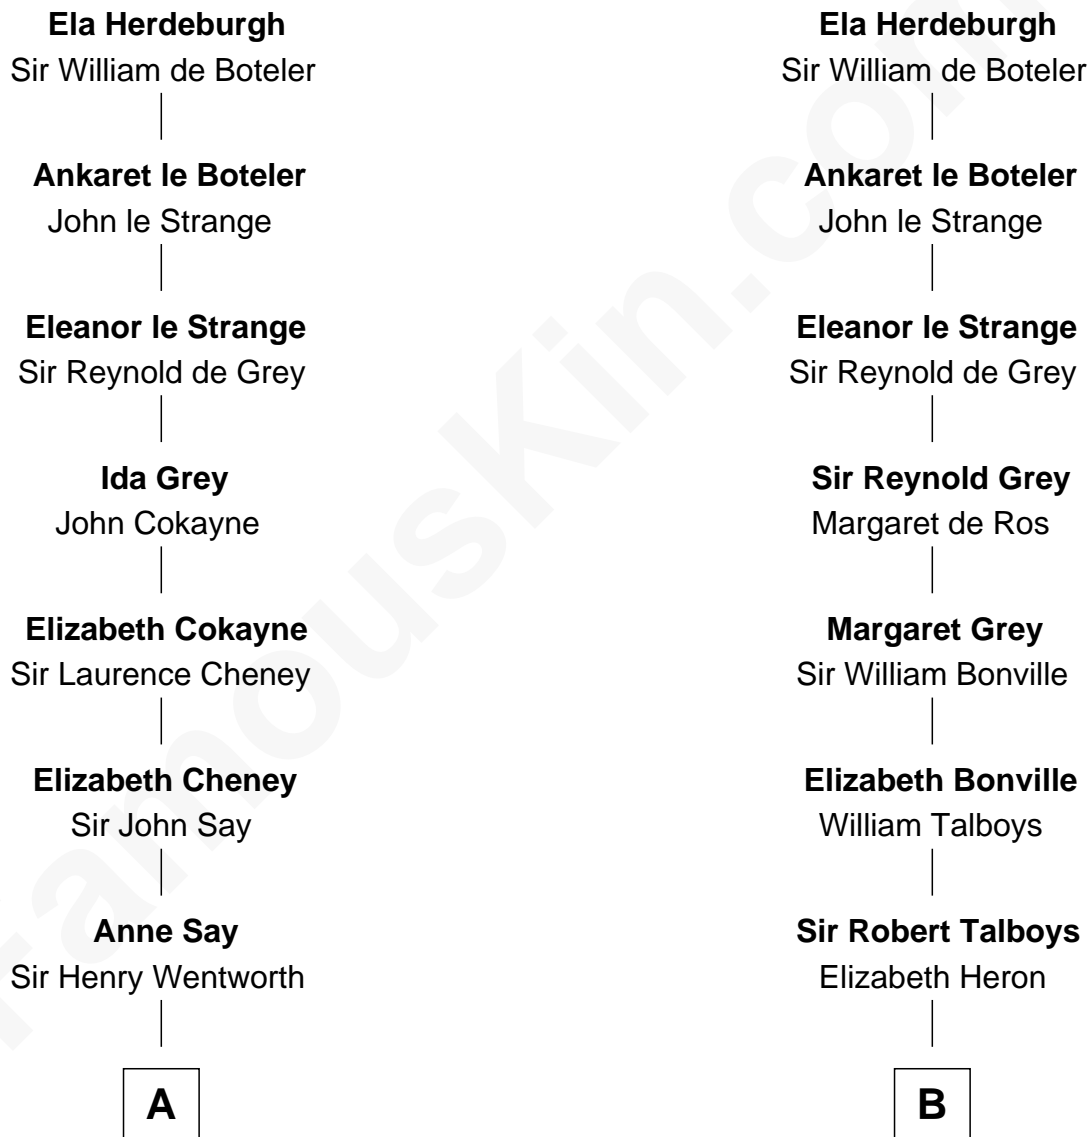 Ela Herdeburgh
Sir William de Boteler
Ankaret le Boteler
John le Strange
Eleanor le Strange
Sir Reynold de Grey
Ida Grey
John Cokayne
Elizabeth Cokayne
Sir Laurence Cheney
Elizabeth Cheney
Sir John Say
Anne Say
Sir Henry Wentworth
A
Ela Herdeburgh
Sir William de Boteler
Ankaret le Boteler
John le Strange
Eleanor le Strange
Sir Reynold de Grey
Sir Reynold Grey
Margaret de Ros
Margaret Grey
Sir William Bonville
Elizabeth Bonville
William Talboys
Sir Robert Talboys
Elizabeth Heron
B
FamousKin.com